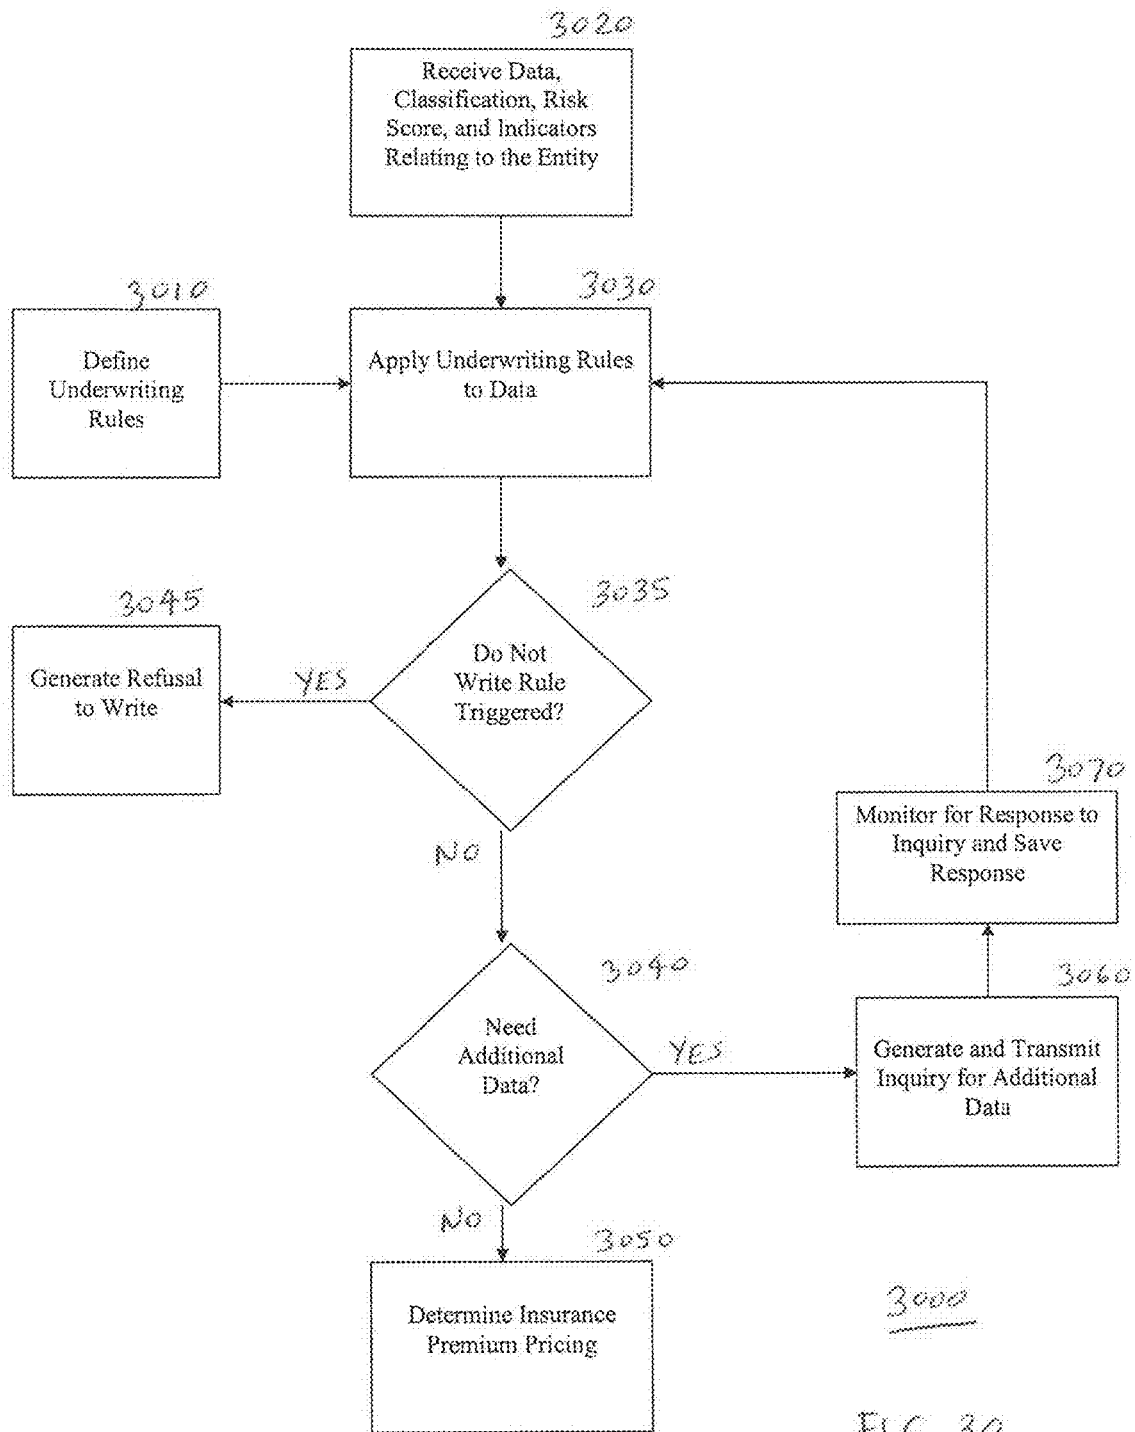 3020
Receive Data,
Classification, Risk
Score, and Indicators
Relating to the Entity
3010
Define
Underwriting
Rules
3030
Apply Underwriting Rules
to Data
3045
Generate Refusal
to Write
YES
3035
Do Not
Write Rule
Triggered?
NO
3070
Monitor for Response to
Inquiry and Save
Response
3040
Need
Additional
Data?
YES
3060
Generate and Transmit
Inquiry for Additional
Data
NO
3050
Determine Insurance
Premium Pricing
3000
FIG. 30